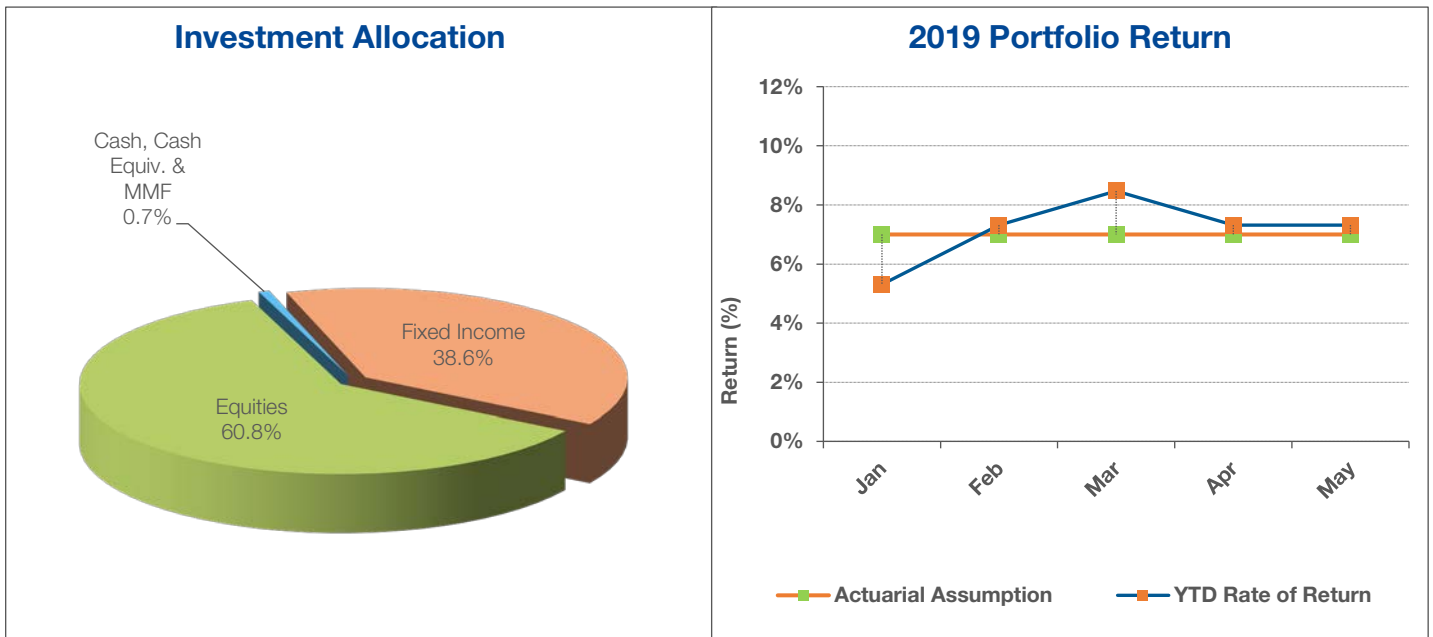 Investment Allocation
Cash, Cash
Equiv. &
MMF
0.7%
Fixed Income
38.6%
Equities
60.8%
2019 Portfolio Return
12%
10%
8%
6%
4%
2%
0%
Return (%)
Jan
Feb
Mar
Apr
May
Actuarial Assumption
YTD Rate of Return